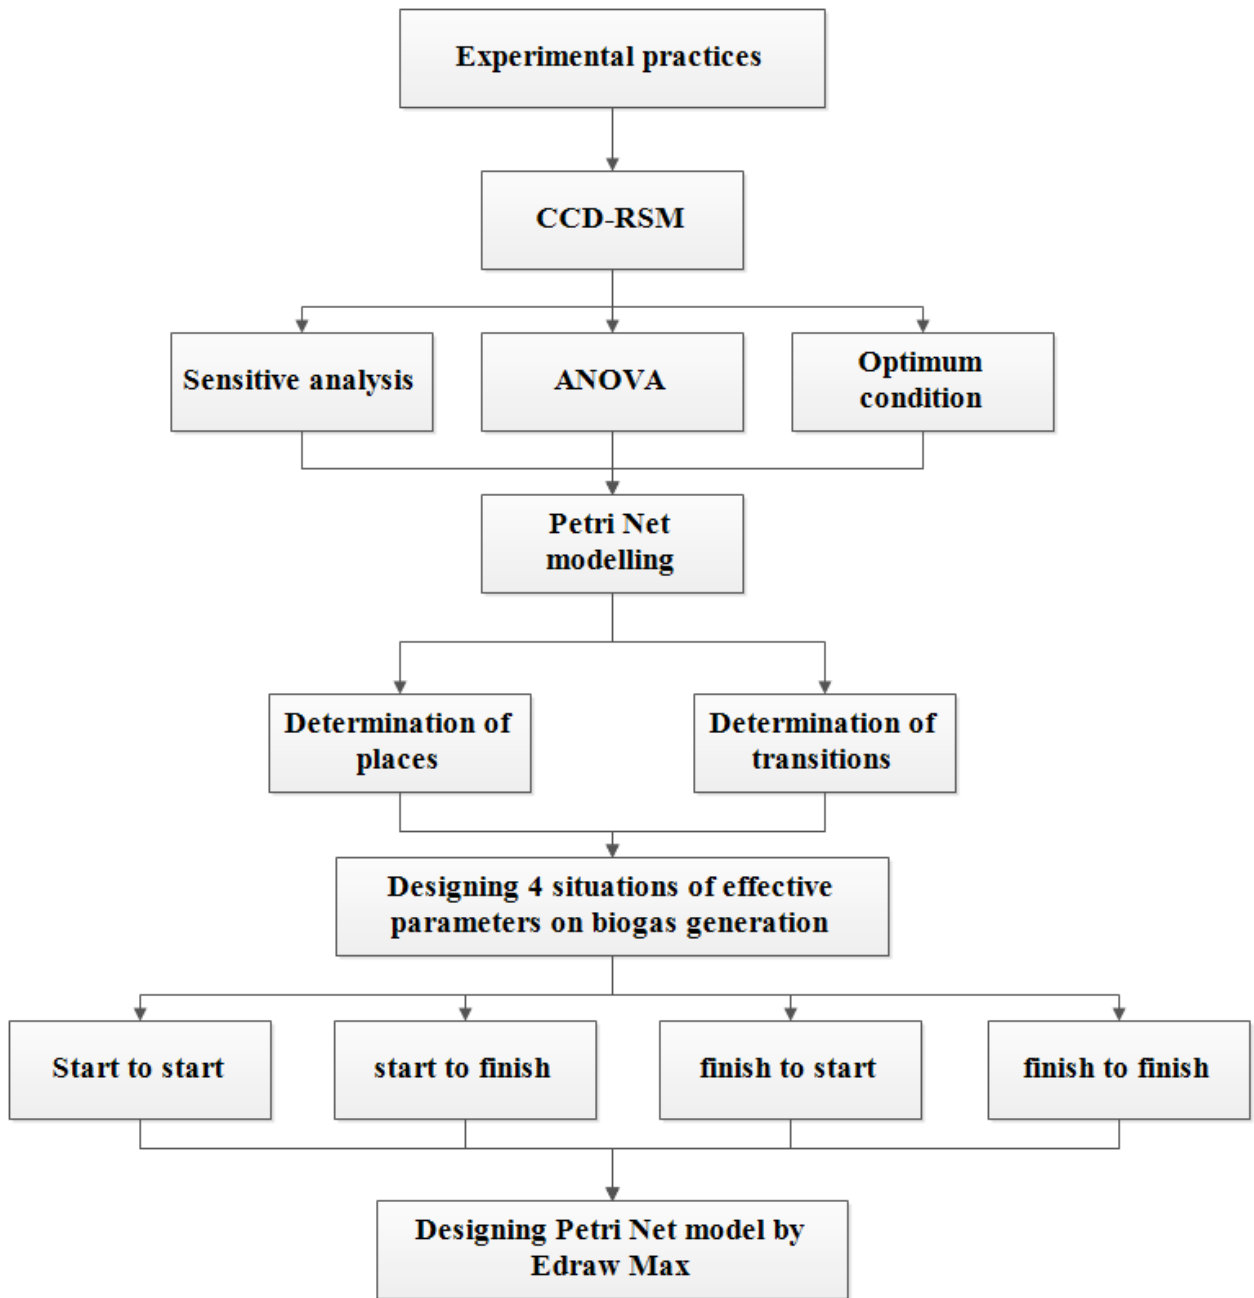 Experimental practices
CCD-RSM
Sensitive analysis
ANOVA
Optimum
condition
Petri Net
modelling
Determination of
places
Determination of
transitions
Designing 4 situations of effective
parameters on biogas generation
Start to start
start to finish
finish to start
finish to finish
Designing Petri Net model by
Edraw Max